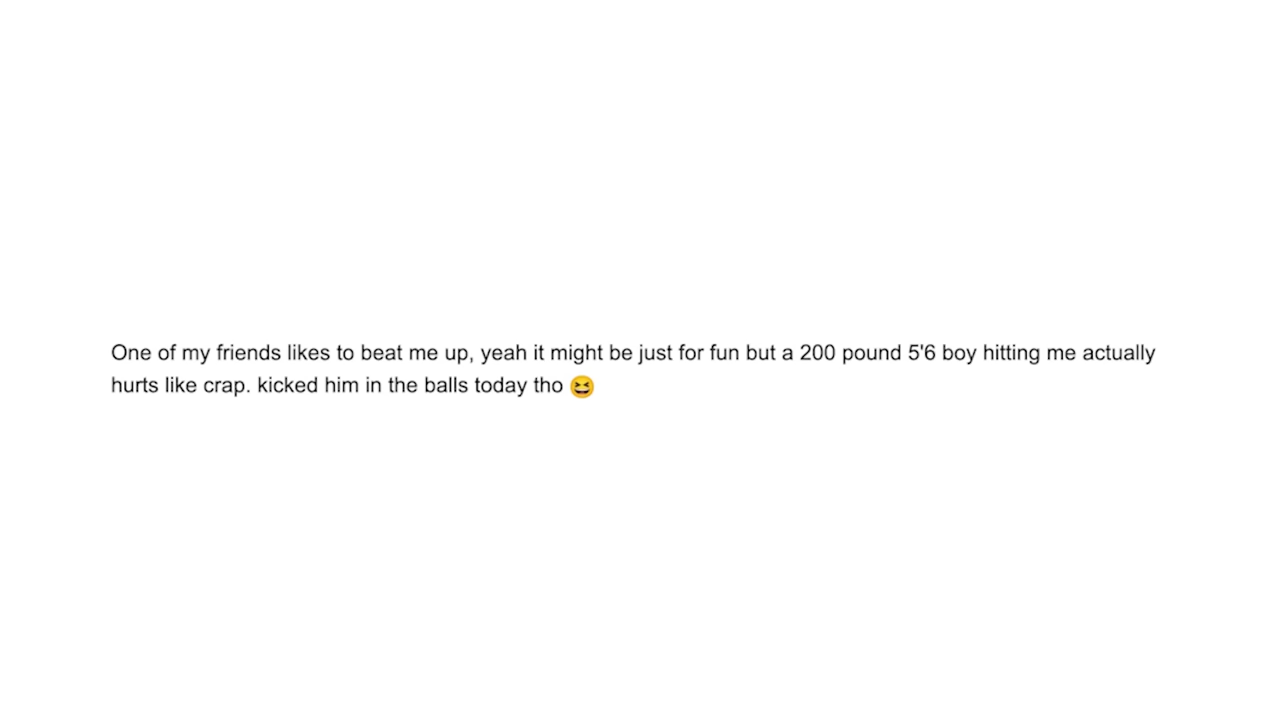 One of my friends likes to beat me up, yeah it might be just for fun but a 200 pound 5'6 boy hitting me actually
hurts like crap. kicked him in the balls today tho 😆